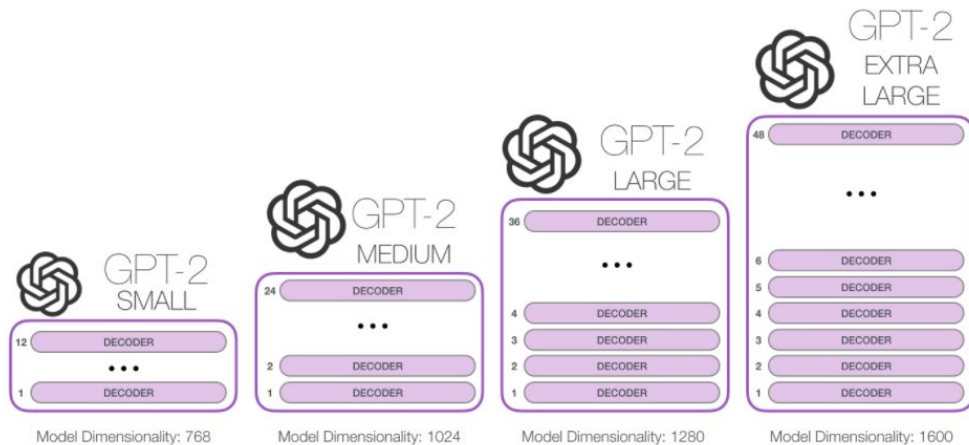 GPT-2
SMALL
12 DECODER
...
1 DECODER
Model Dimensionality: 768
GPT-2
MEDIUM
24 DECODER
...
2 DECODER
1 DECODER
Model Dimensionality: 1024
GPT-2
LARGE
36 DECODER
...
4 DECODER
3 DECODER
2 DECODER
1 DECODER
Model Dimensionality: 1280
GPT-2
EXTRA
LARGE
48 DECODER
...
6 DECODER
5 DECODER
4 DECODER
3 DECODER
2 DECODER
1 DECODER
Model Dimensionality: 1600